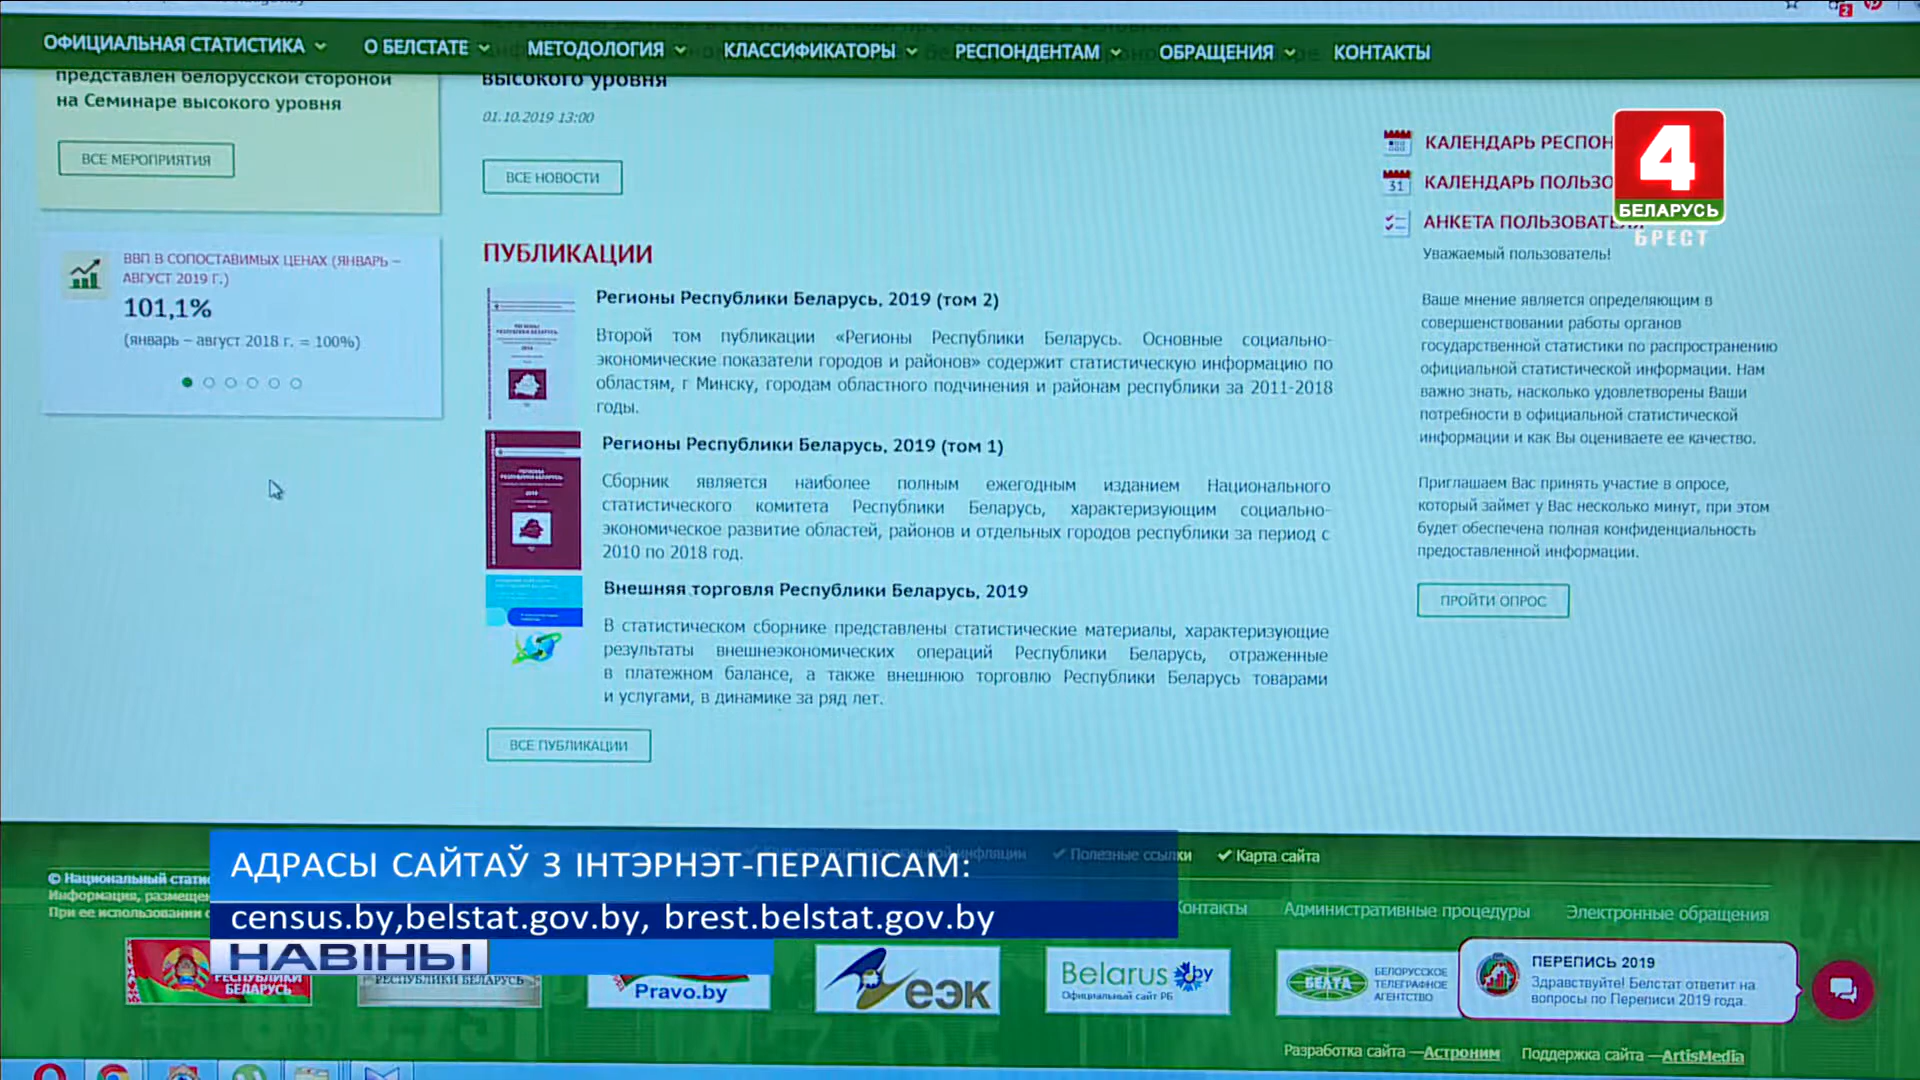 ОФИЦИАЛЬНАЯ СТАТИСТИКА О БЕЛСТАТЕ МЕТОДОЛОГИЯ КЛАССИФИКАТОРЫ РЕСПОНДЕНТАМ ОБРАЩЕНИЯ КОНТАКТЫ
представлен белорусской стороной
на Семинаре высокого уровня
ВСЕ МЕРОПРИЯТИЯ
ВВП В СОПОСТАВИМЫХ ЦЕНАХ (ЯНВАРЬ –
АВГУСТ 2019 Г.)
101,1%
(январь – август 2018 г. = 100%)
высокого уровня
01.10.2019 13:00
ВСЕ НОВОСТИ
ПУБЛИКАЦИИ
Регионы Республики Беларусь, 2019 (том 2)
Второй том публикации «Регионы Республики Беларусь. Основные социально-
экономические показатели городов и районов» содержит статистическую информацию по
областям, г Минску, городам областного подчинения и районам республики за 2011-2018
годы.
Регионы Республики Беларусь, 2019 (том 1)
Сборник является наиболее полным ежегодным изданием Национального
статистического комитета Республики Беларусь, характеризующим социально-
экономическое развитие областей, районов и отдельных городов республики за период с
2010 по 2018 год.
Внешняя торговля Республики Беларусь, 2019
В статистическом сборнике представлены статистические материалы, характеризующие
результаты внешнеэкономических операций Республики Беларусь, отраженные
в платежном балансе, а также внешнюю торговлю Республики Беларусь товарами
и услугами, в динамике за ряд лет.
ВСЕ ПУБЛИКАЦИИ
КАЛЕНДАРЬ РЕСПОН
31 КАЛЕНДАРЬ ПОЛЬЗО
АНКЕТА ПОЛЬЗОВАТЕЛЯ
4
БЕЛАРУСЬ
БРЕСТ
Уважаемый пользователь!
Ваше мнение является определяющим в
совершенствовании работы органов
государственной статистики по распространению
официальной статистической информации. Нам
важно знать, насколько удовлетворены Ваши
потребности в официальной статистической
информации и как Вы оцениваете ее качество.
Приглашаем Вас принять участие в опросе,
который займет у Вас несколько минут, при этом
будет обеспечена полная конфиденциальность
предоставленной информации.
ПРОЙТИ ОПРОС
Полезные ссылки Карта сайта
© Национальный статис
Информация, размещен
При ее использовании с
АДРАСЫ САЙТАЎ З ІНТЭРНЭТ-ПЕРАПІСАМ:
census.by,belstat.gov.by, brest.belstat.gov.by
НАВІНЫ
Контакты Административные процедуры Электронные обращения
РЕСПУБЛИКИ
БЕЛАРУСЬ
РЕСПУБЛИКИ БЕЛАРУСЬ
Pravo.by
ЕЭК
Belarus by
Официальный сайт РБ
БЕЛТА
БЕЛОРУССКОЕ
ТЕЛЕГРАФНОЕ
АГЕНТСТВО
ПЕРЕПИСЬ 2019
Здравствуйте! Белстат ответит на
вопросы по Переписи 2019 года.
Разработка сайта —Астроним Поддержка сайта —ArtisMedia